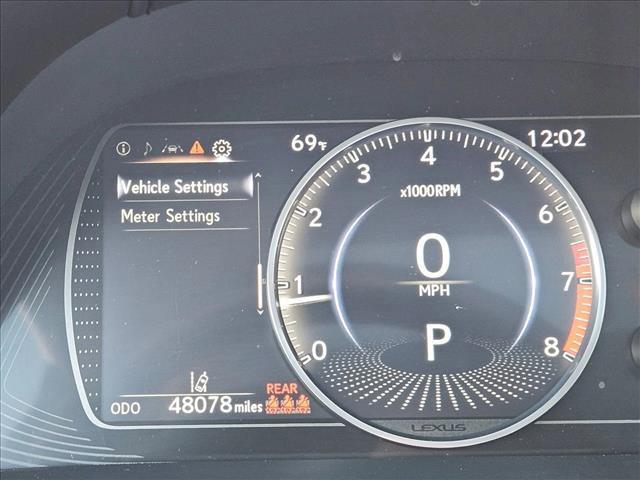 69°F
12:02
Vehicle Settings
Meter Settings
x1000RPM
0
1
2
3
4
5
6
7
8
0
MPH
P
ODO 48078 miles
REAR
LEXUS